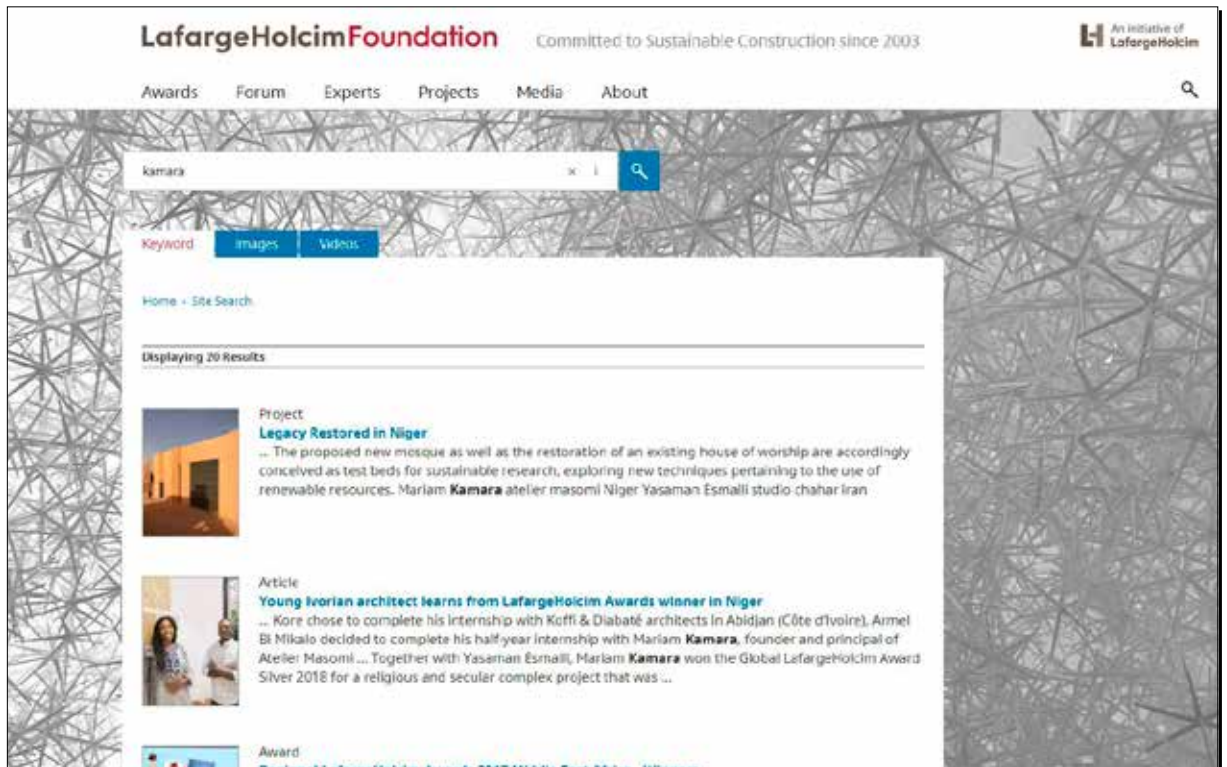 LafargeHolcimFoundation Committed to Sustainable Construction since 2003
An initiative of
LafargeHolcim
Awards Forum Experts Projects Media About
kamara
Keyword Images Videos
Home › Site Search
Displaying 20 Results
Project
Legacy Restored in Niger
... The proposed new mosque as well as the restoration of an existing house of worship are accordingly
conceived as test beds for sustainable research, exploring new techniques pertaining to the use of
renewable resources. Mariam Kamara atelier masomi Niger Yasaman Esmaili studio chahar Iran
Article
Young Ivorian architect learns from LafargeHolcim Awards winner in Niger
... Kore chose to complete his internship with Koffi & Diabaté architects in Abidjan (Côte d'Ivoire), Armel
Bi Mikalo decided to complete his half-year internship with Mariam Kamara, founder and principal of
Atelier Masomi ... Together with Yasaman Esmaili, Mariam Kamara won the Global LafargeHolcim Award
Silver 2018 for a religious and secular complex project that was ...
Award